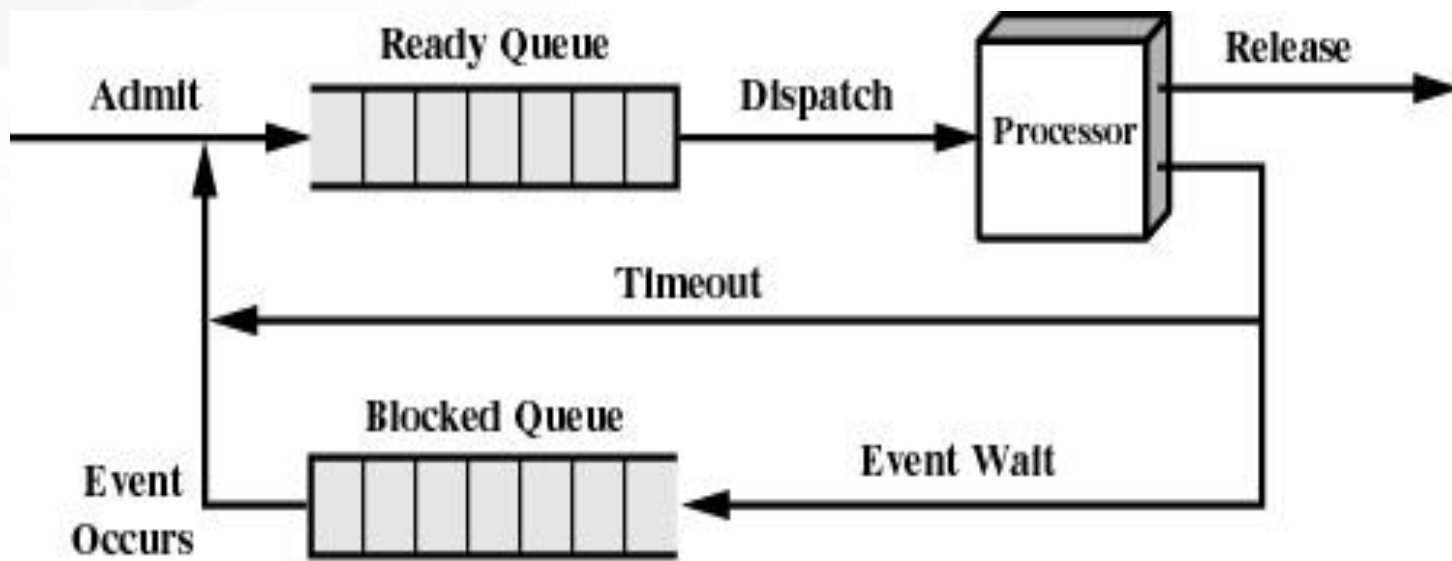 Ready Queue
Admit
Dispatch
Processor
Release
Timeout
Blocked Queue
Event Wait
Event
Occurs